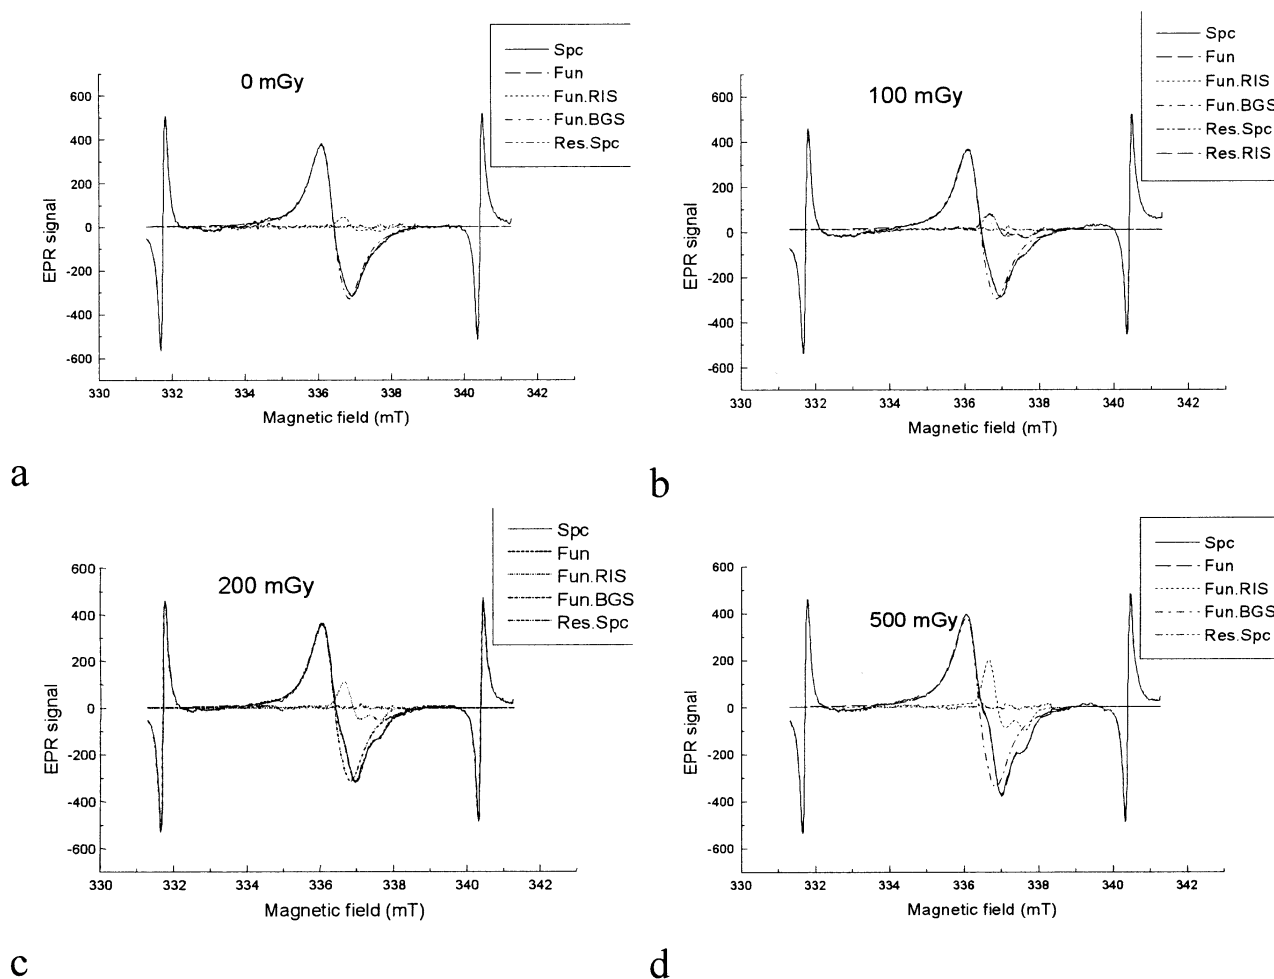 0 mGy
Spc
Fun
Fun.RIS
Fun.BGS
Res.Spc
EPR signal
600
400
200
0
-200
-400
-600
330 332 334 336 338 340 342
Magnetic field (mT)
a
100 mGy
Spc
Fun
Fun.RIS
Fun.BGS
Res.Spc
Res.RIS
EPR signal
600
400
200
0
-200
-400
-600
330 332 334 336 338 340 342
Magnetic field (mT)
b
200 mGy
Spc
Fun
Fun.RIS
Fun.BGS
Res.Spc
EPR signal
600
400
200
0
-200
-400
-600
330 332 334 336 338 340 342
Magnetic field (mT)
c
500 mGy
Spc
Fun
Fun.RIS
Fun.BGS
Res.Spc
EPR signal
600
400
200
0
-200
-400
-600
330 332 334 336 338 340 342
Magnetic field (mT)
d